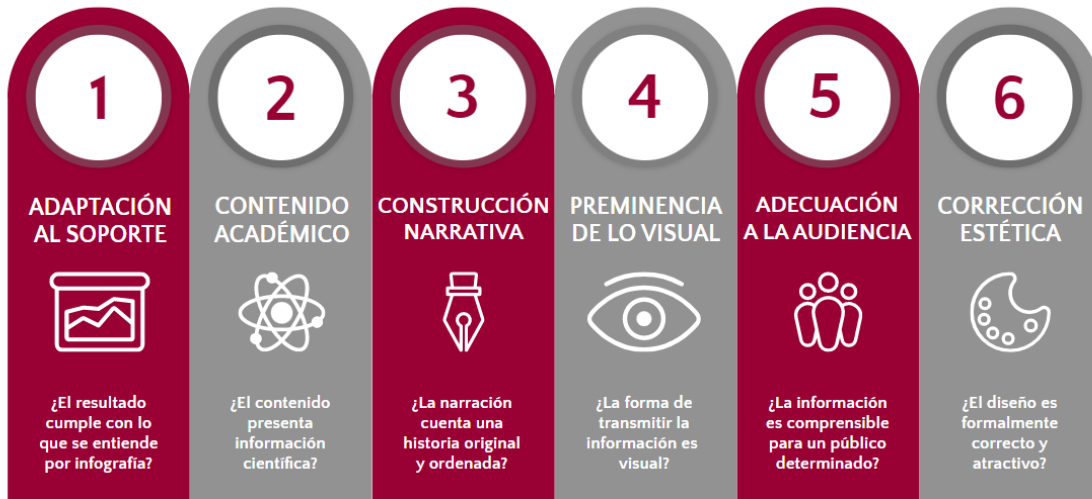 1
ADAPTACIÓN
AL SOPORTE
¿El resultado
cumple con lo
que se entiende
por infografía?
2
CONTENIDO
ACADÉMICO
¿El contenido
presenta
información
científica?
3
CONSTRUCCIÓN
NARRATIVA
¿La narración
cuenta una
historia original
y ordenada?
4
PREMINENCIA
DE LO VISUAL
¿La forma de
transmitir la
información es
visual?
5
ADECUACIÓN
A LA AUDIENCIA
¿La información
es comprensible
para un público
determinado?
6
CORRECCIÓN
ESTÉTICA
¿El diseño es
formalmente
correcto y
atractivo?